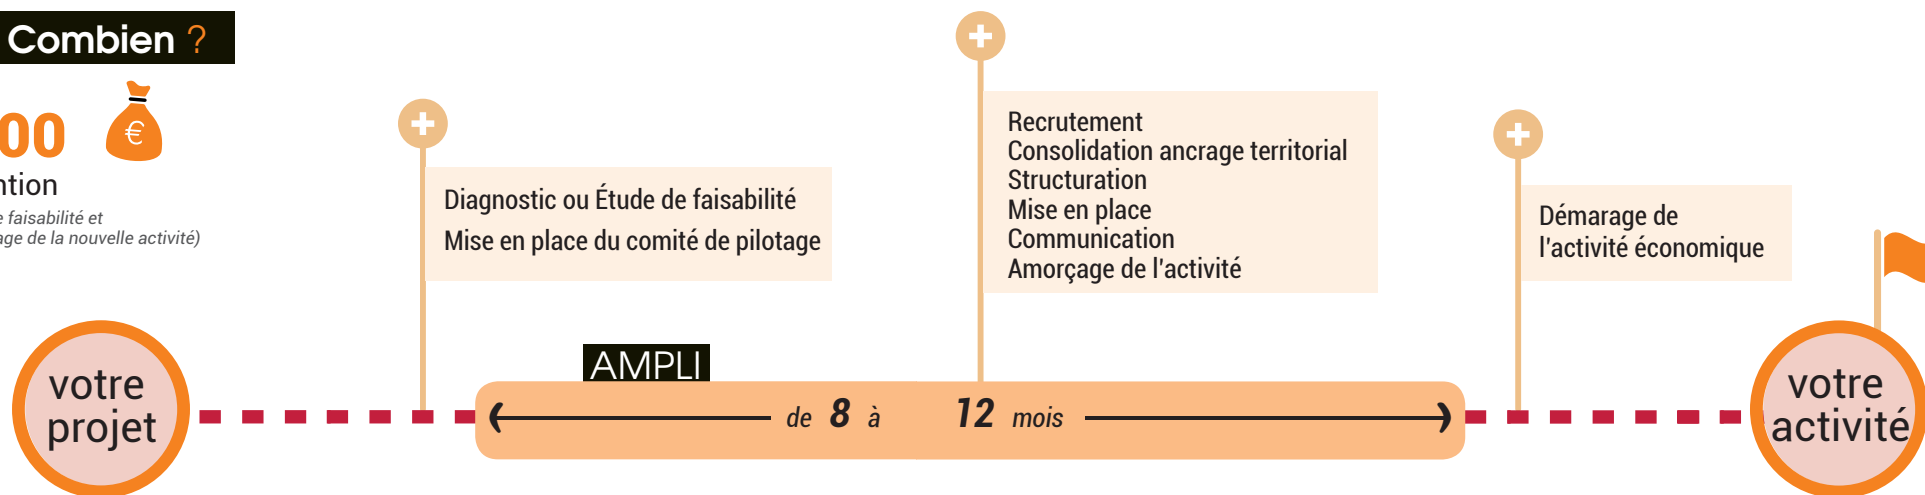 Combien ?
00
€
ntion
e faisabilité et
age de la nouvelle activité)
Diagnostic ou Étude de faisabilité
Mise en place du comité de pilotage
Recrutement
Consolidation ancrage territorial
Structuration
Mise en place
Communication
Amorçage de l'activité
Démarage de
l'activité économique
votre
projet
AMPLI
de 8 à 12 mois
votre
activité